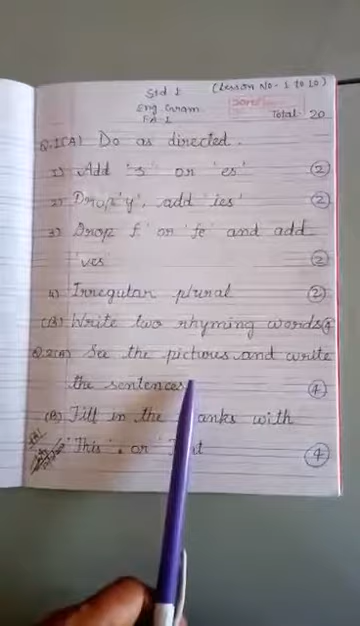 (Lesson No- 1 to 10)
Std I
Eng Gram
FA-1
Total- 20
Q.1(A) Do as directed.
1) Add 's' or 'es' (2)
2) Drop 'y', add 'ies' (2)
3) Drop 'f' or 'fe' and add
'ves' (2)
4) Irregular plural (2)
(B) Write two rhyming words (4)
Q.2(A) See the pictures and write
the sentences (4)
(B) Fill in the anks with
'This' or (4)